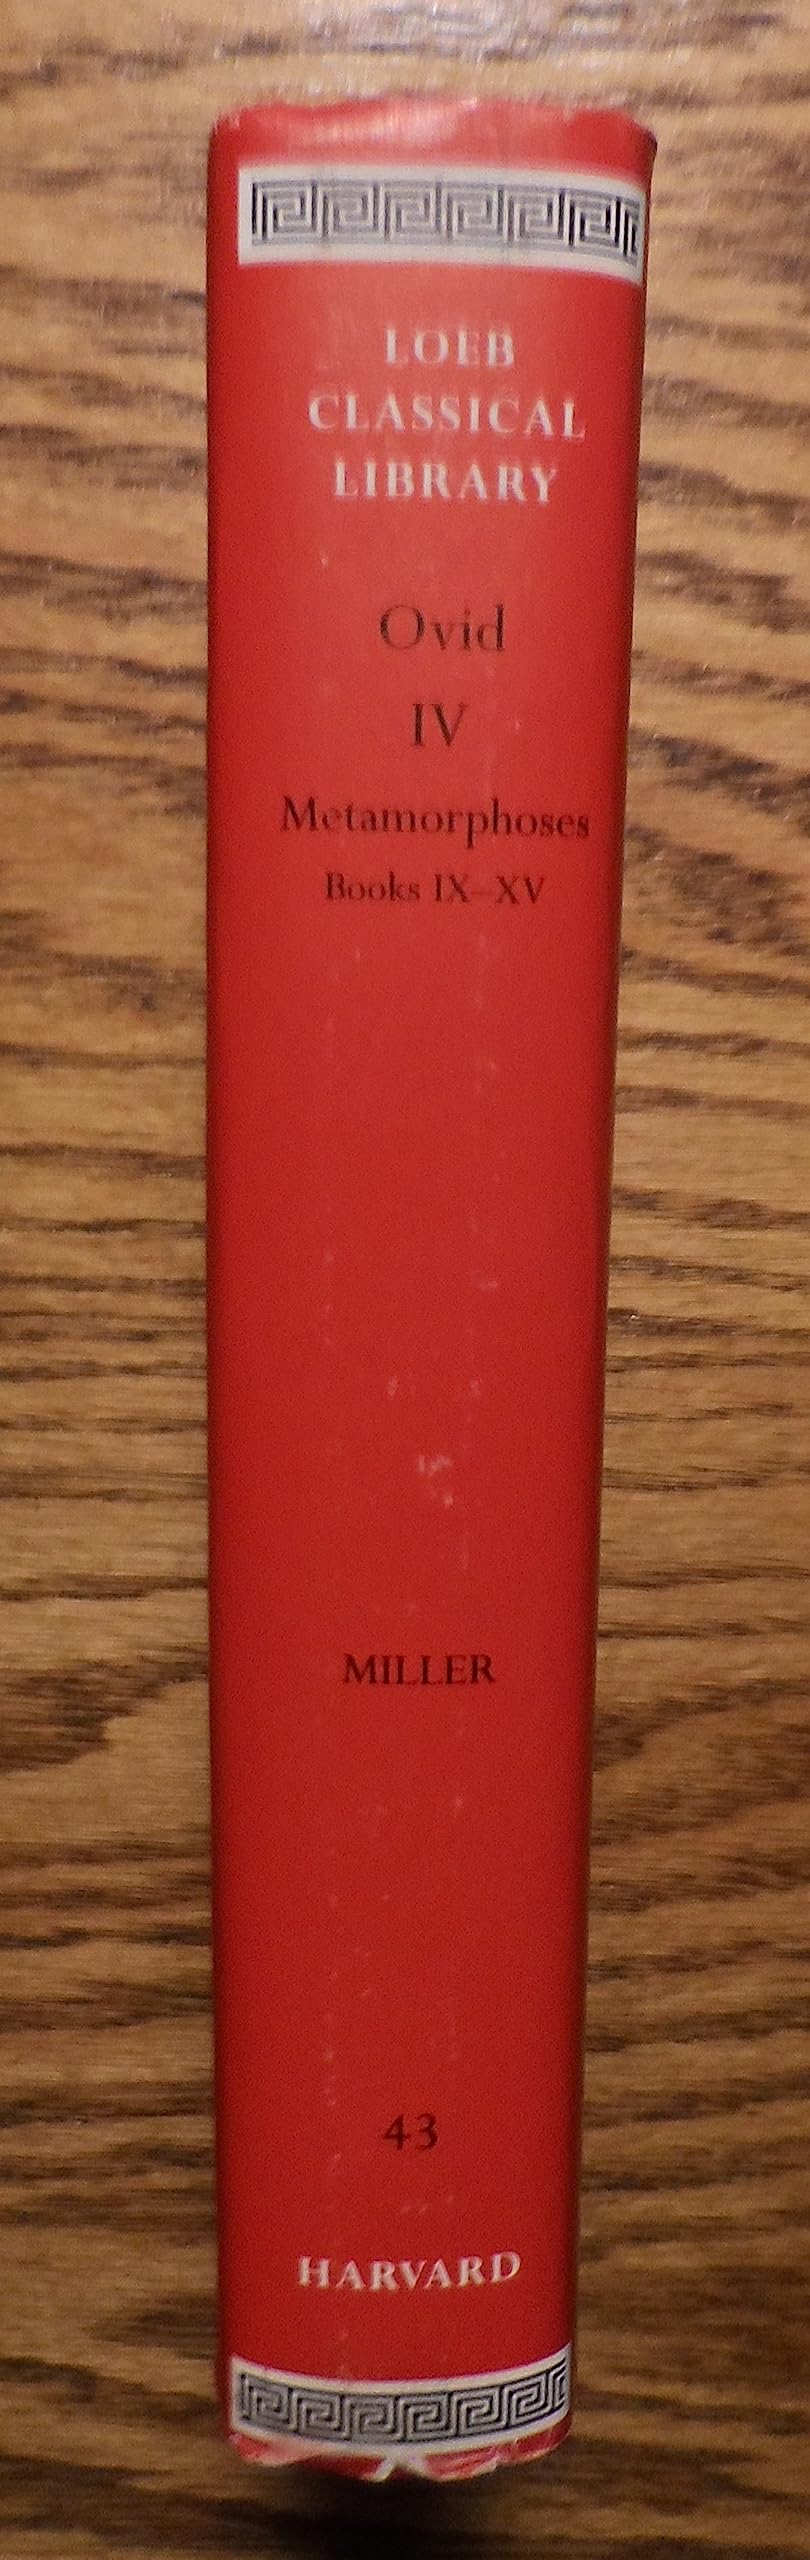 LOEB
CLASSICAL
LIBRARY
Ovid
IV
Metamorphoses
Books IX–XV
MILLER
43
HARVARD